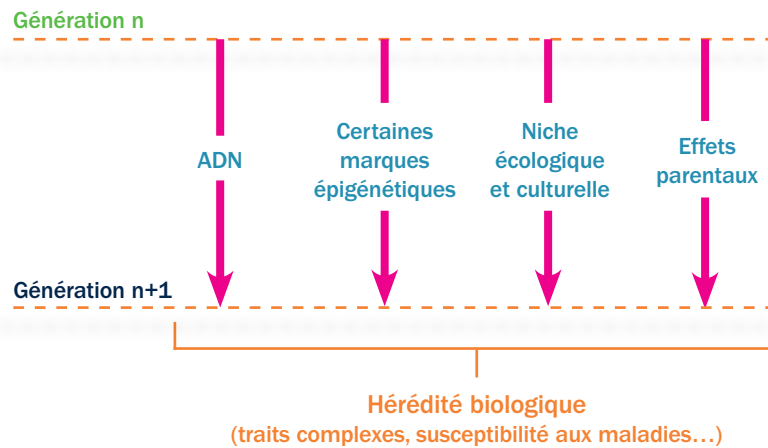 Génération n
ADN
Certaines
marques
épigénétiques
Niche
écologique
et culturelle
Effets
parentaux
Génération n+1
Hérédité biologique
(traits complexes, susceptibilité aux maladies…)